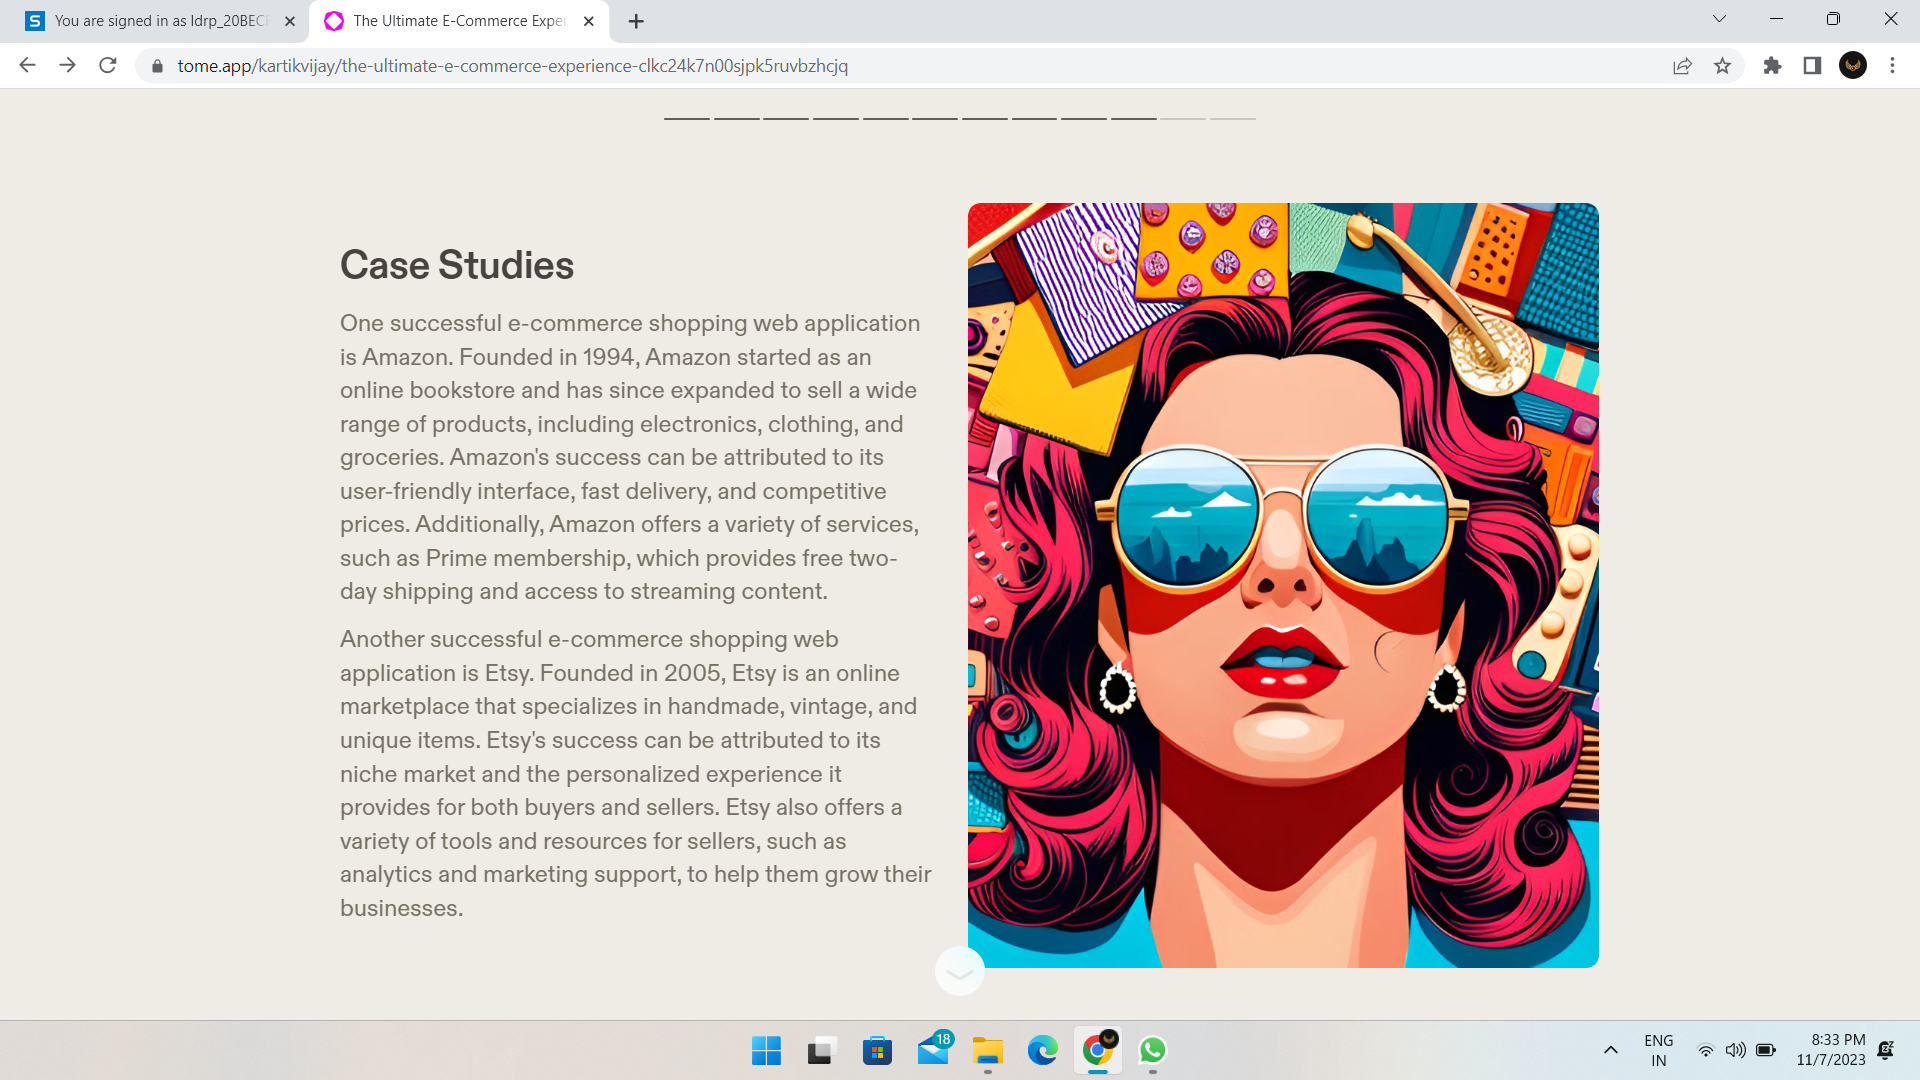 S You are signed in as ldrp_20BEC
The Ultimate E-Commerce Exper
tome.app/kartikvijay/the-ultimate-e-commerce-experience-clkc24k7n00sjpk5ruvbzhcjq
Case Studies
One successful e-commerce shopping web application
is Amazon. Founded in 1994, Amazon started as an
online bookstore and has since expanded to sell a wide
range of products, including electronics, clothing, and
groceries. Amazon's success can be attributed to its
user-friendly interface, fast delivery, and competitive
prices. Additionally, Amazon offers a variety of services,
such as Prime membership, which provides free two-
day shipping and access to streaming content.
Another successful e-commerce shopping web
application is Etsy. Founded in 2005, Etsy is an online
marketplace that specializes in handmade, vintage, and
unique items. Etsy's success can be attributed to its
niche market and the personalized experience it
provides for both buyers and sellers. Etsy also offers a
variety of tools and resources for sellers, such as
analytics and marketing support, to help them grow their
businesses.
18
ENG
IN
8:33 PM
11/7/2023